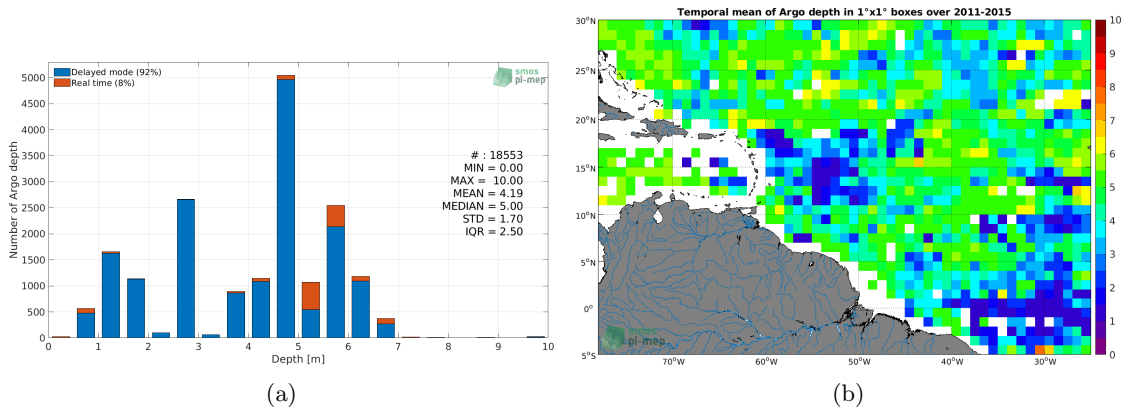 Delayed mode (92%)
Real time (8%)
smos
pi-mep
# : 18553
MIN = 0.00
MAX = 10.00
MEAN = 4.19
MEDIAN = 5.00
STD = 1.70
IQR = 2.50
Number of Argo depth
5000
4500
4000
3500
3000
2500
2000
1500
1000
500
0
0 1 2 3 4 5 6 7 8 9 10
Depth [m]
(a)
Temporal mean of Argo depth in 1°x1° boxes over 2011-2015
30°N
25°N
20°N
15°N
10°N
5°N
0°
5°S
70°W 60°W 50°W 40°W 30°W
smos
pi-mep
10
9
8
7
6
5
4
3
2
1
0
(b)